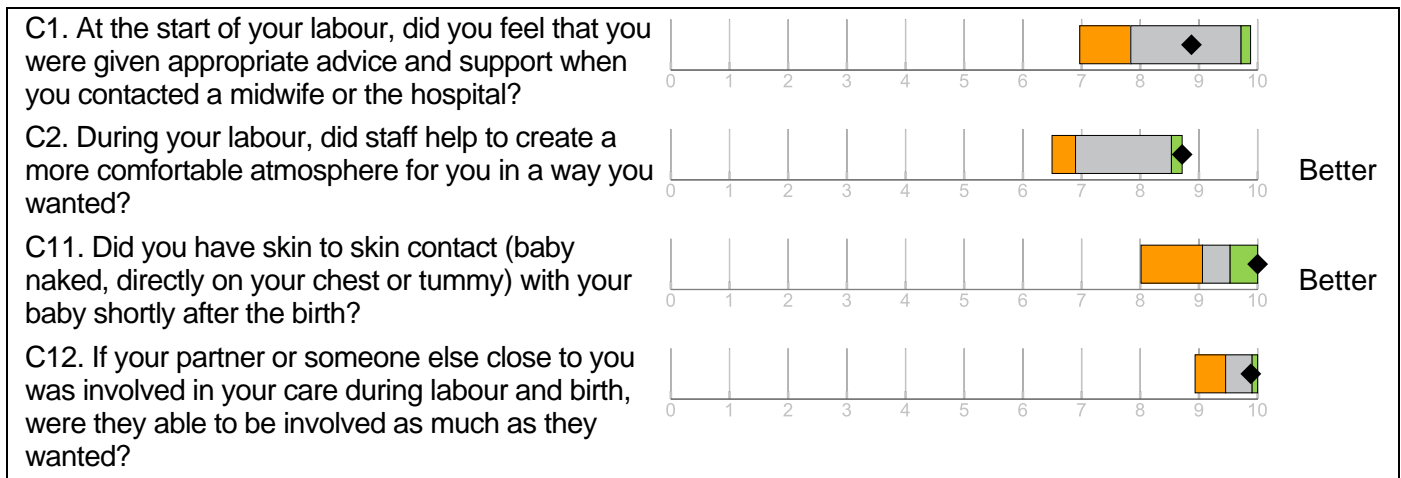 C1. At the start of your labour, did you feel that you
were given appropriate advice and support when
you contacted a midwife or the hospital?
0 1 2 3 4 5 6 7 8 9 10
C2. During your labour, did staff help to create a
more comfortable atmosphere for you in a way you
wanted?
0 1 2 3 4 5 6 7 8 9 10
Better
C11. Did you have skin to skin contact (baby
naked, directly on your chest or tummy) with your
baby shortly after the birth?
0 1 2 3 4 5 6 7 8 9 10
Better
C12. If your partner or someone else close to you
was involved in your care during labour and birth,
were they able to be involved as much as they
wanted?
0 1 2 3 4 5 6 7 8 9 10